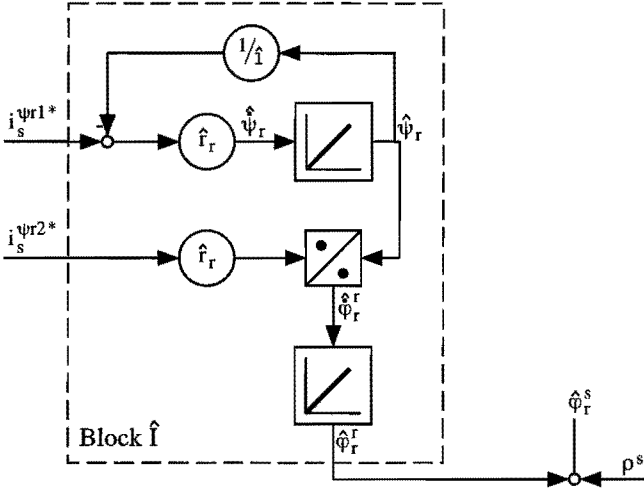 1/î
i_s^ψr1*
-
r̂_r
ψ̂̇_r
ψ̂_r
i_s^ψr2*
r̂_r
φ̂̇_r^r
φ̂_r^s
Block Î
φ̂_r^r
ρ^s